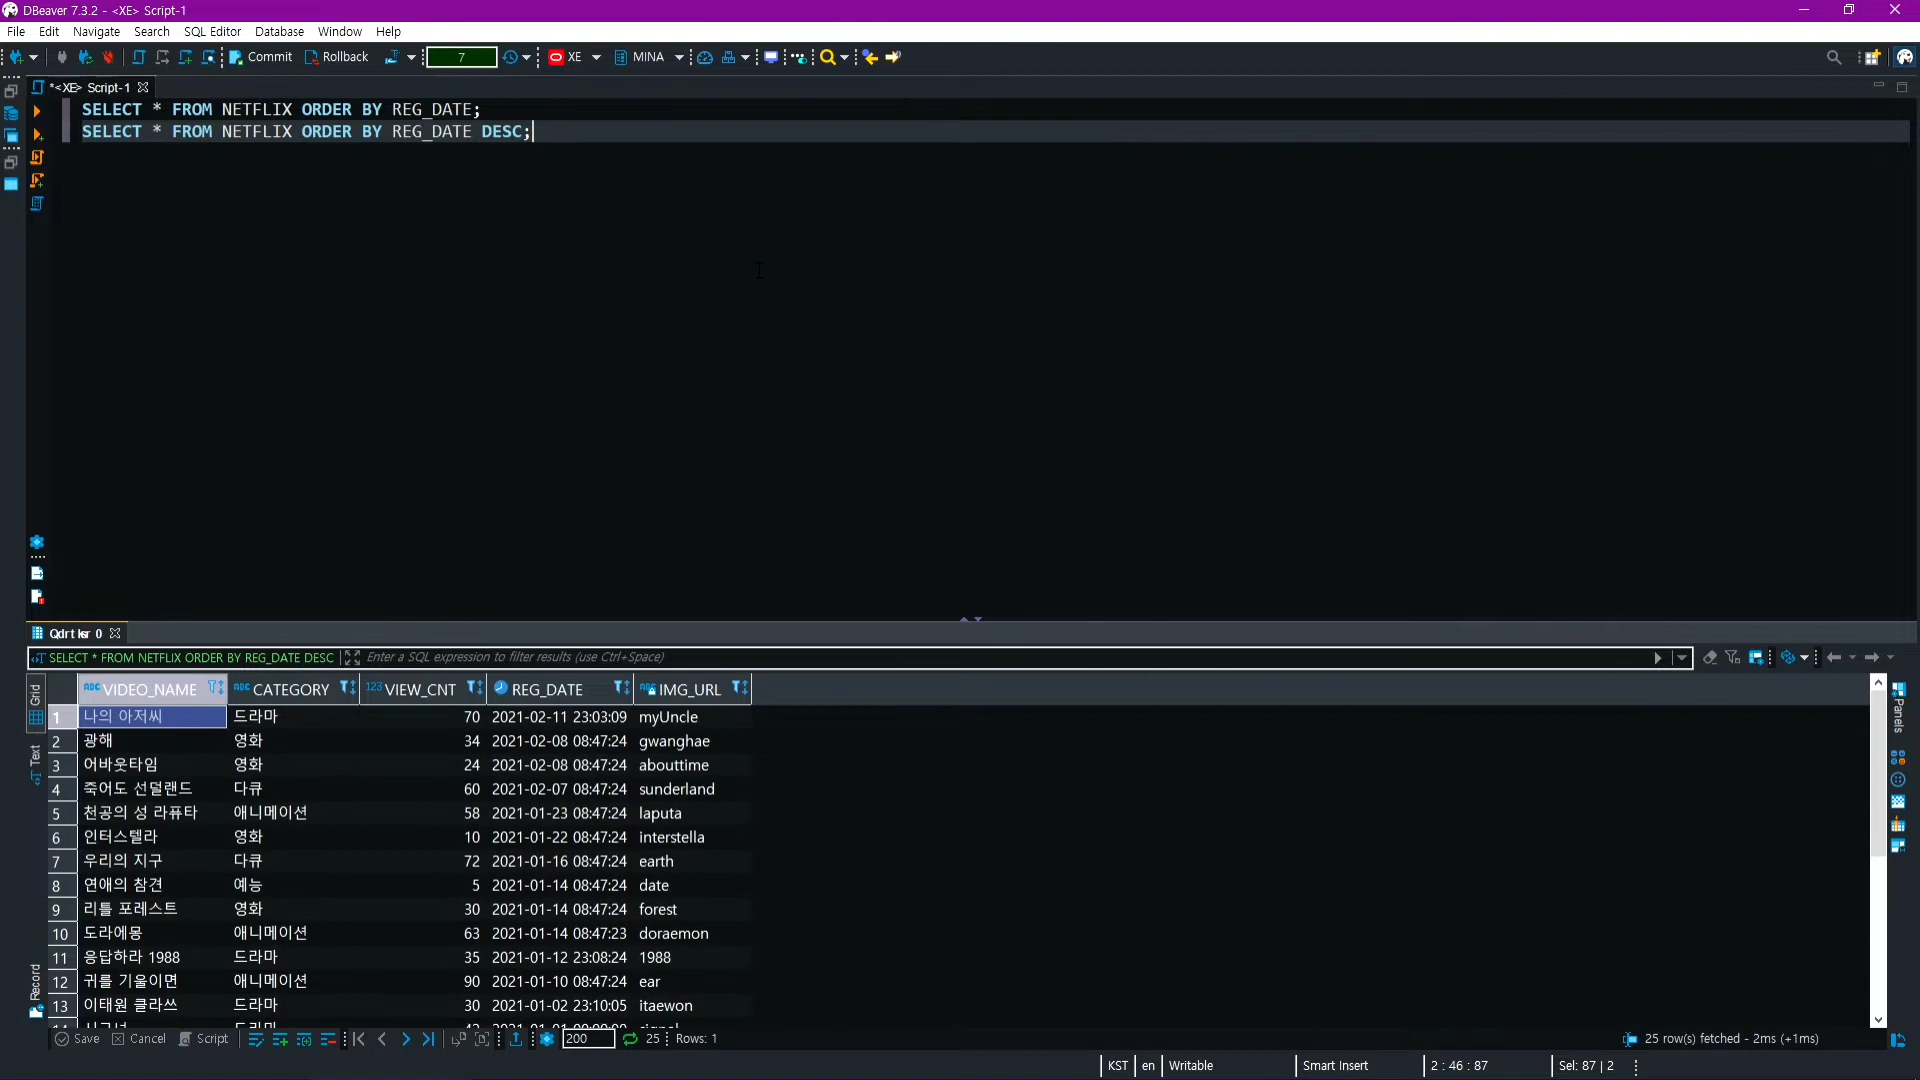 DBeaver 7.3.2 - <XE> Script-1
File Edit Navigate Search SQL Editor Database Window Help
Commit Rollback 7 XE MINA
*<XE> Script-1
SELECT * FROM NETFLIX ORDER BY REG_DATE;
SELECT * FROM NETFLIX ORDER BY REG_DATE DESC;
0
SELECT * FROM NETFLIX ORDER BY REG_DATE DESC Enter a SQL expression to filter results (use Ctrl+Space)
Grid
Text
Record
Panels
ABC VIDEO_NAME ABC CATEGORY 123 VIEW_CNT REG_DATE ABC IMG_URL
1 나의 아저씨 드라마 70 2021-02-11 23:03:09 myUncle
2 광해 영화 34 2021-02-08 08:47:24 gwanghae
3 어바웃타임 영화 24 2021-02-08 08:47:24 abouttime
4 죽어도 선덜랜드 다큐 60 2021-02-07 08:47:24 sunderland
5 천공의 성 라퓨타 애니메이션 58 2021-01-23 08:47:24 laputa
6 인터스텔라 영화 10 2021-01-22 08:47:24 interstella
7 우리의 지구 다큐 72 2021-01-16 08:47:24 earth
8 연애의 참견 예능 5 2021-01-14 08:47:24 date
9 리틀 포레스트 영화 30 2021-01-14 08:47:24 forest
10 도라에몽 애니메이션 63 2021-01-14 08:47:23 doraemon
11 응답하라 1988 드라마 35 2021-01-12 23:08:24 1988
12 귀를 기울이면 애니메이션 90 2021-01-10 08:47:24 ear
13 이태원 클라쓰 드라마 30 2021-01-02 23:10:05 itaewon
Save Cancel Script 200 25 Rows: 1 25 row(s) fetched - 2ms (+1ms)
KST en Writable Smart Insert 2 : 46 : 87 Sel: 87 | 2